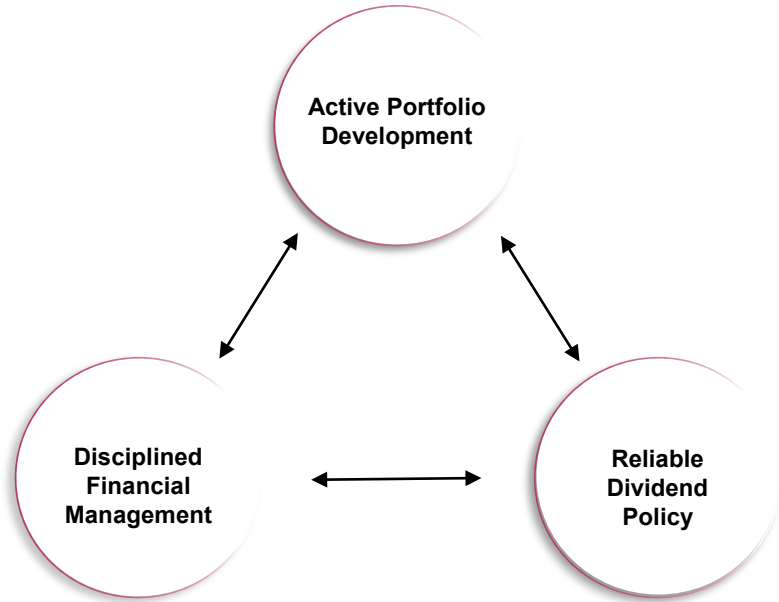 Active Portfolio
Development
Disciplined
Financial
Management
Reliable
Dividend
Policy